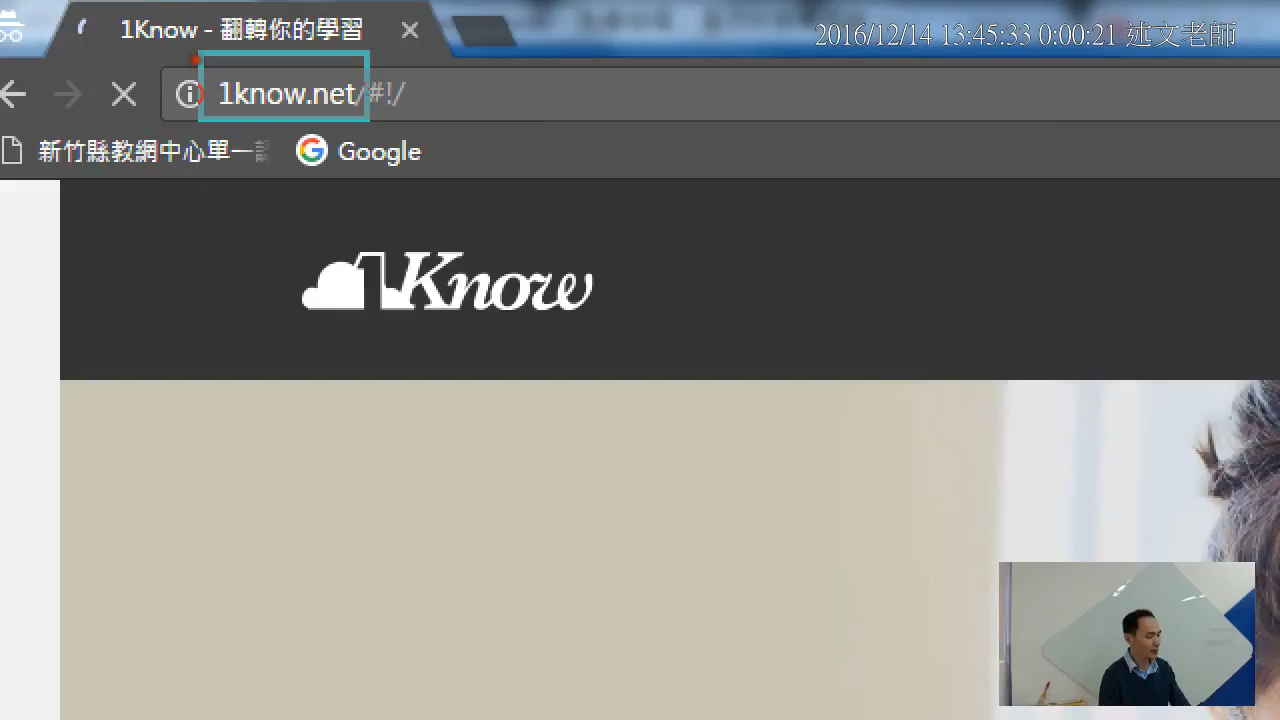 1Know - 翻轉你的學習
2016/12/14 13:45:33 0:00:21 述文老師
1know.net/#!/
新竹縣教網中心單一認
Google
1Know